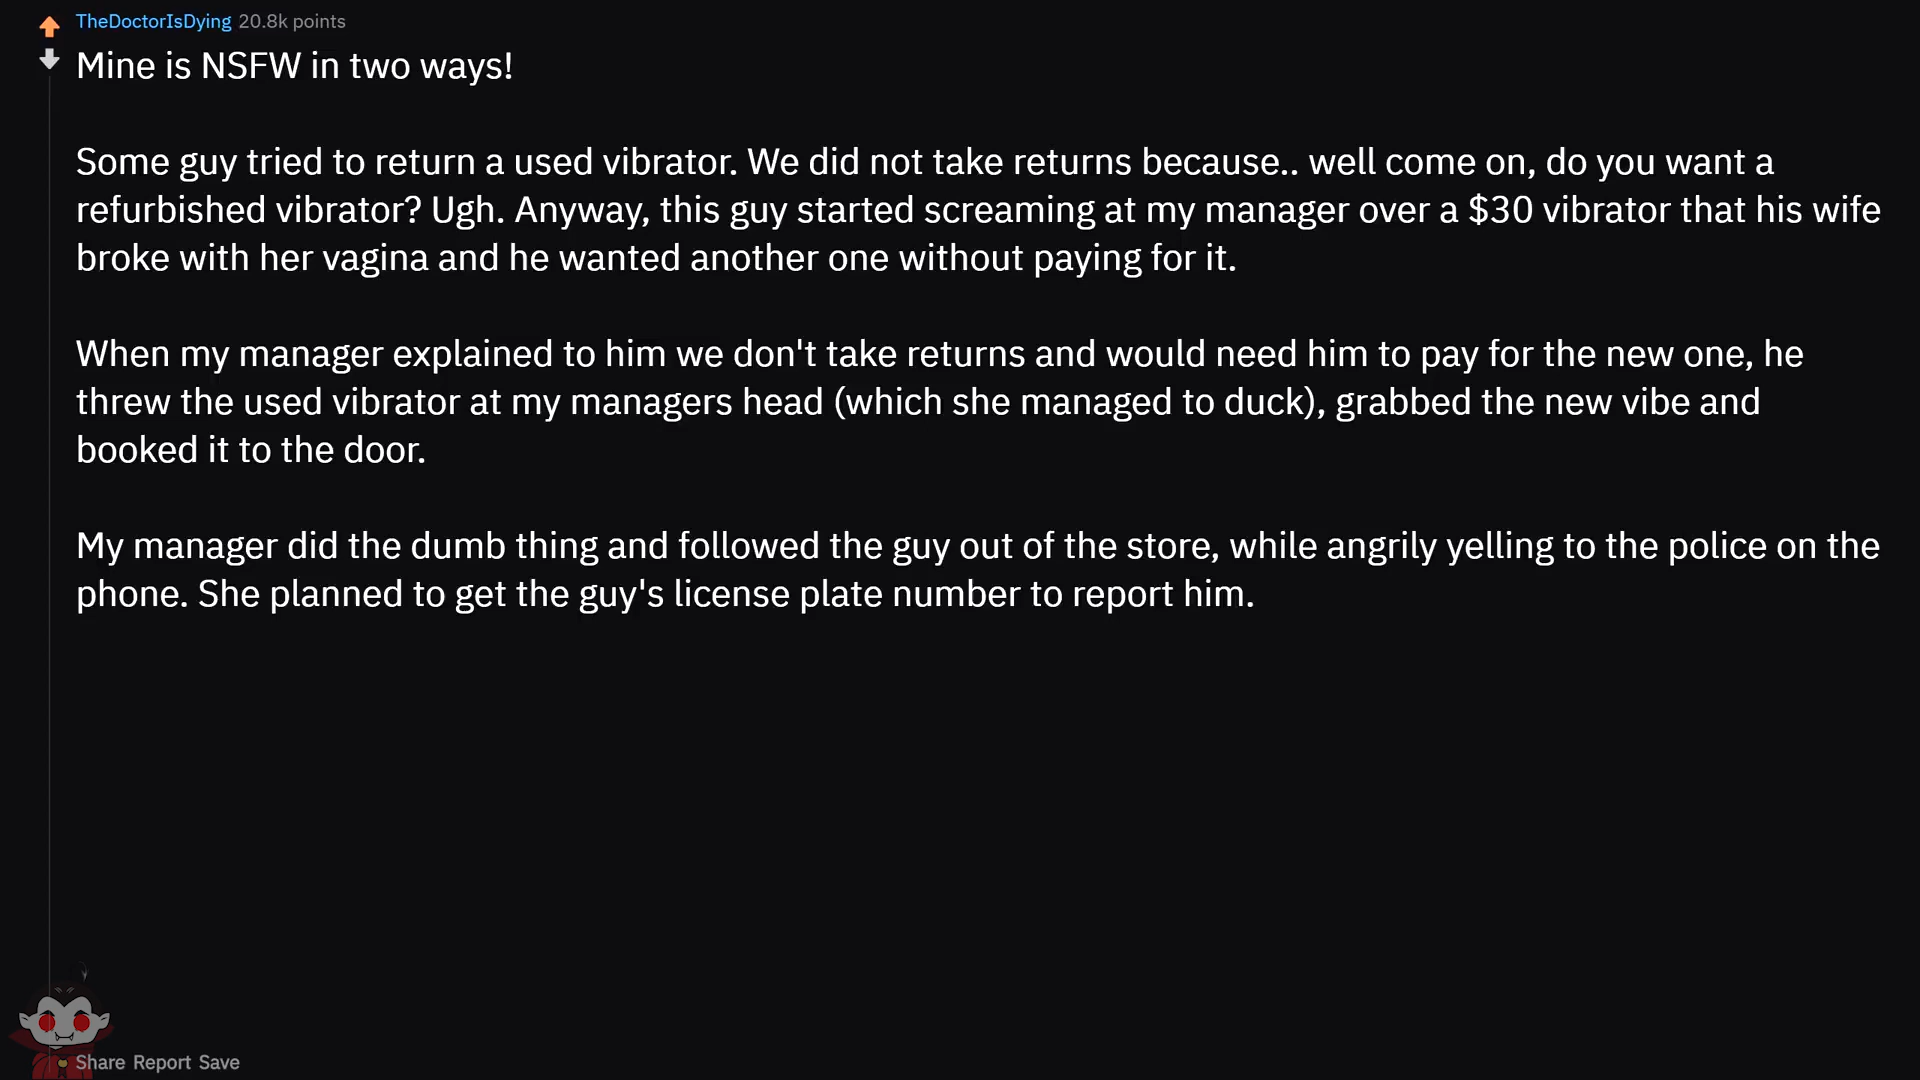 TheDoctorIsDying 20.8k points
Mine is NSFW in two ways!
Some guy tried to return a used vibrator. We did not take returns because.. well come on, do you want a
refurbished vibrator? Ugh. Anyway, this guy started screaming at my manager over a $30 vibrator that his wife
broke with her vagina and he wanted another one without paying for it.
When my manager explained to him we don't take returns and would need him to pay for the new one, he
threw the used vibrator at my managers head (which she managed to duck), grabbed the new vibe and
booked it to the door.
My manager did the dumb thing and followed the guy out of the store, while angrily yelling to the police on the
phone. She planned to get the guy's license plate number to report him.
Share Report Save